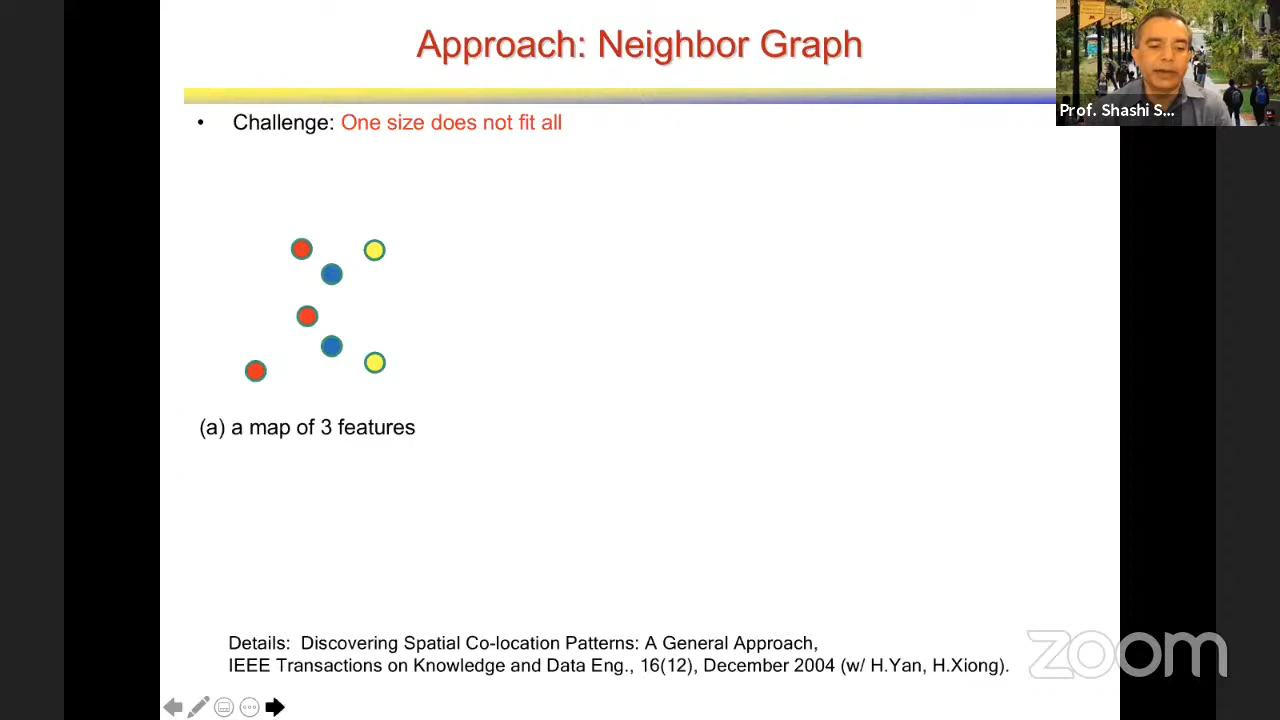 Approach: Neighbor Graph
Prof. Shashi S...
• Challenge: One size does not fit all
(a) a map of 3 features
Details: Discovering Spatial Co-location Patterns: A General Approach,
IEEE Transactions on Knowledge and Data Eng., 16(12), December 2004 (w/ H.Yan, H.Xiong).
zoom